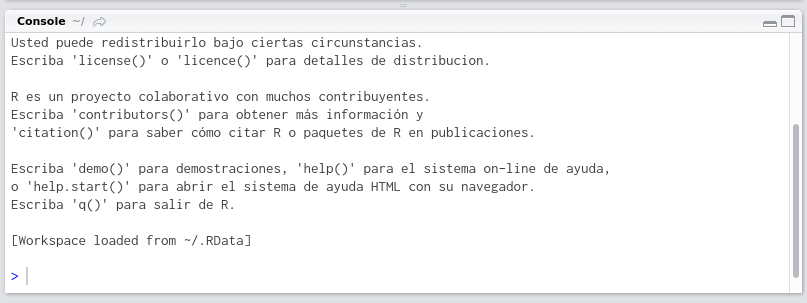 Console ~/
Usted puede redistribuirlo bajo ciertas circunstancias.
Escriba 'license()' o 'licence()' para detalles de distribucion.
R es un proyecto colaborativo con muchos contribuyentes.
Escriba 'contributors()' para obtener más información y
'citation()' para saber cómo citar R o paquetes de R en publicaciones.
Escriba 'demo()' para demostraciones, 'help()' para el sistema on-line de ayuda,
o 'help.start()' para abrir el sistema de ayuda HTML con su navegador.
Escriba 'q()' para salir de R.
[Workspace loaded from ~/.RData]
>